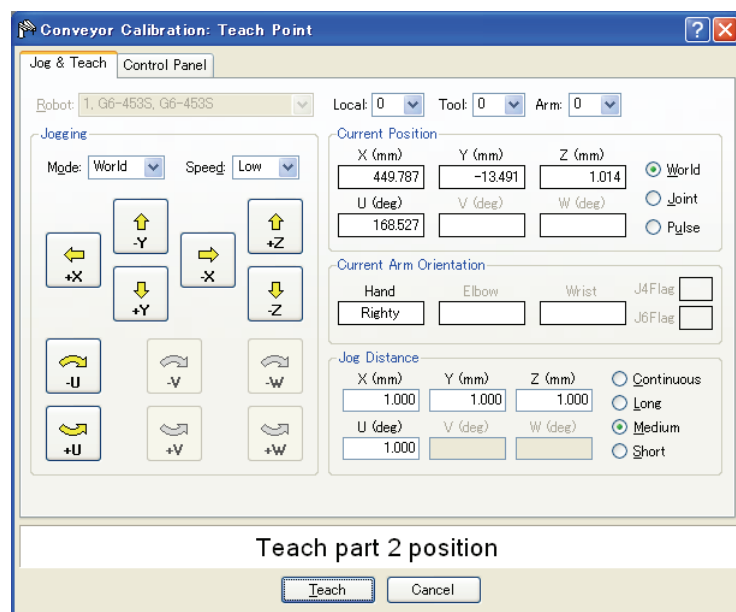 Conveyor Calibration: Teach Point
Jog & Teach Control Panel
Robot: 1, G6-453S, G6-453S Local: 0 Tool: 0 Arm: 0
Jogging
Mode: World Speed: Low
-Y
+Z
+X
-X
+Y
-Z
-U -V -W
+U +V +W
Current Position
X (mm) Y (mm) Z (mm)
449.787 -13.491 1.014
World
U (deg) V (deg) W (deg)
Joint
168.527
Pulse
Current Arm Orientation
Hand Elbow Wrist J4Flag
Righty J6Flag
Jog Distance
X (mm) Y (mm) Z (mm) Continuous
1.000 1.000 1.000 Long
U (deg) V (deg) W (deg) Medium
1.000 Short
Teach part 2 position
Teach Cancel